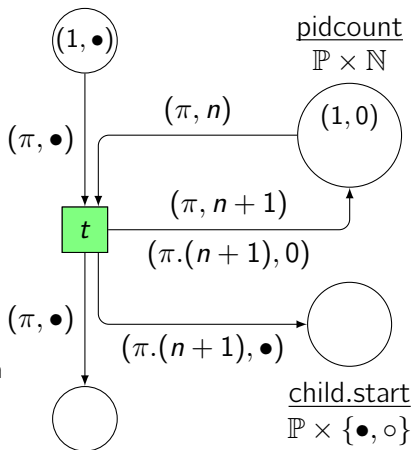 (1, •)
pidcount
ℙ × ℕ
(π, n)
(1, 0)
(π, •)
(π, n + 1)
t
(π.(n + 1), 0)
(π, •)
(π.(n + 1), •)
child.start
ℙ × {•, ○}